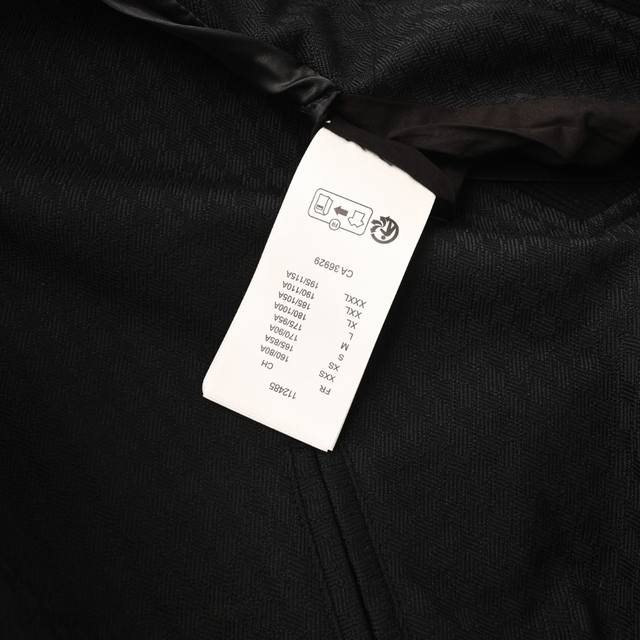 112485
FR CH
XXS 160/80A
XS 165/85A
S 170/90A
M 175/95A
L 180/100A
XL 185/105A
XXL 190/110A
XXXL 195/115A
CA 36929
FR